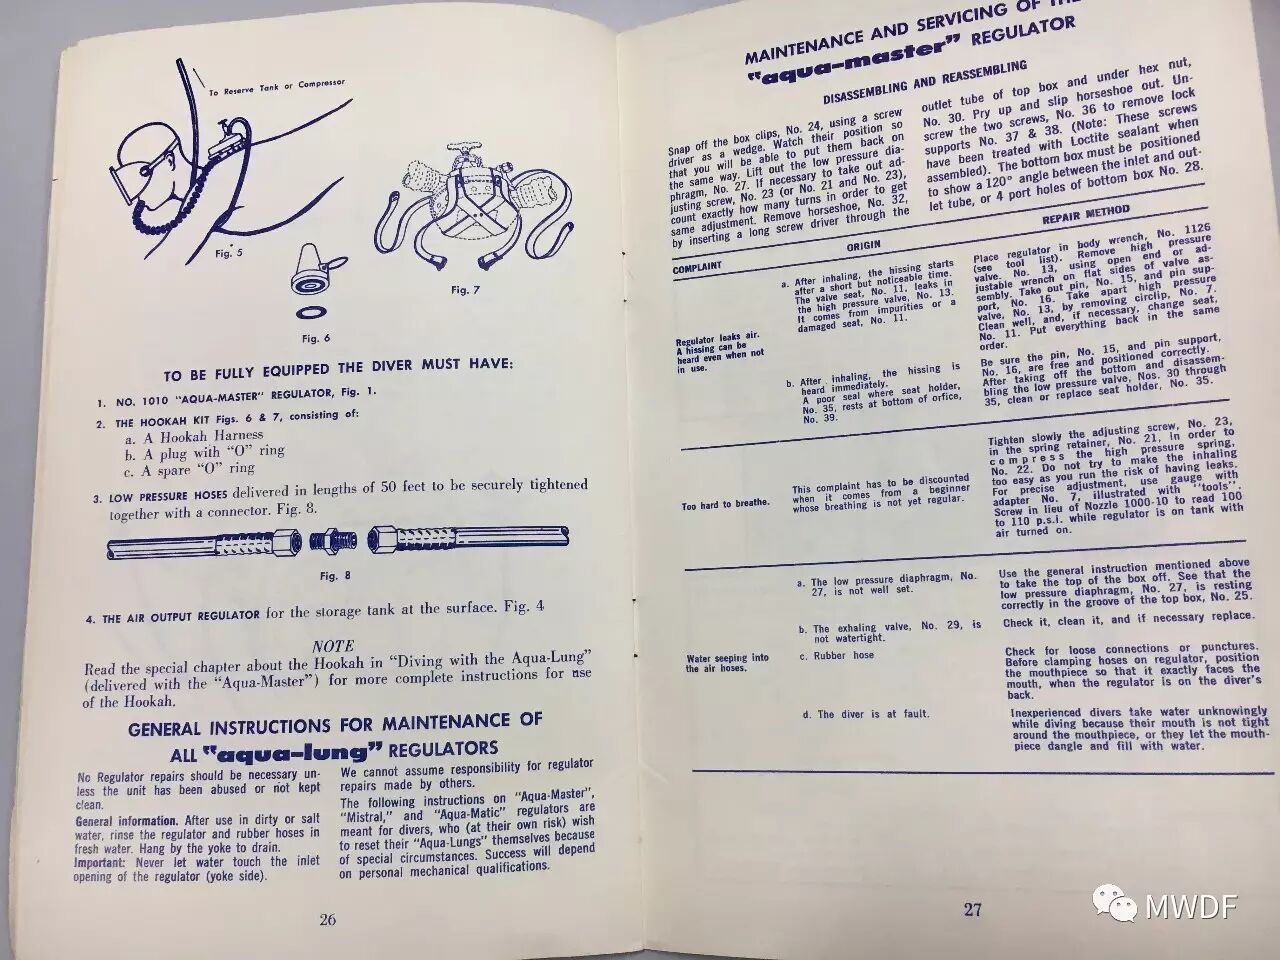 To Reserve Tank or Compressor
Fig. 5
Fig. 6
Fig. 7
TO BE FULLY EQUIPPED THE DIVER MUST HAVE:
1. NO. 1010 "AQUA-MASTER" REGULATOR, Fig. 1.
2. THE HOOKAH KIT Figs. 6 & 7, consisting of:
a. A Hookah Harness
b. A plug with "O" ring
c. A spare "O" ring
3. LOW PRESSURE HOSES delivered in lengths of 50 feet to be securely tightened
together with a connector. Fig. 8.
Fig. 8
4. THE AIR OUTPUT REGULATOR for the storage tank at the surface. Fig. 4
NOTE
Read the special chapter about the Hookah in "Diving with the Aqua-Lung"
(delivered with the "Aqua-Master") for more complete instructions for use
of the Hookah.
GENERAL INSTRUCTIONS FOR MAINTENANCE OF
ALL "aqua-lung" REGULATORS
No Regulator repairs should be necessary un-
less the unit has been abused or not kept
clean.
General information. After use in dirty or salt
water, rinse the regulator and rubber hoses in
fresh water. Hang by the yoke to drain.
Important: Never let water touch the inlet
opening of the regulator (yoke side).
We cannot assume responsibility for regulator
repairs made by others.
The following instructions on "Aqua-Master",
"Mistral," and "Aqua-Matic" regulators are
meant for divers, who (at their own risk) wish
to reset their "Aqua-Lungs" themselves because
of special circumstances. Success will depend
on personal mechanical qualifications.
26
MAINTENANCE AND SERVICING OF THE
"aqua-master" REGULATOR
DISASSEMBLING AND REASSEMBLING
Snap off the box clips, No. 24, using a screw
driver as a wedge. Watch their position so
that you will be able to put them back on
the same way. Lift out the low pressure dia-
phragm, No. 27. If necessary to take out ad-
justing screw, No. 23 (or No. 21 and No. 23),
count exactly how many turns in order to get
same adjustment. Remove horseshoe, No. 32,
by inserting a long screw driver through the
outlet tube of top box and under hex nut,
No. 30. Pry up and slip horseshoe out. Un-
screw the two screws, No. 36 to remove lock
supports No. 37 & 38. (Note: These screws
have been treated with Loctite sealant when
assembled). The bottom box must be positioned
to show a 120° angle between the inlet and out-
let tube, or 4 port holes of bottom box No. 28.
COMPLAINT
ORIGIN
REPAIR METHOD
Regulator leaks air.
A hissing can be
heard even when not
in use.
a. After inhaling, the hissing starts
after a short but noticeable time.
The valve seat, No. 11, leaks in
the high pressure valve, No. 13.
It comes from impurities or a
damaged seat, No. 11.
Place regulator in body wrench, No. 1126
(see tool list). Remove high pressure
valve. No. 13, using open end or ad-
justable wrench on flat sides of valve as-
sembly. Take out pin, No. 15, and pin sup-
port, No. 16. Take apart high pressure
valve, No. 13, by removing circlip, No. 7.
Clean well, and, if necessary, change seat,
No. 11. Put everything back in the same
order.
b. After inhaling, the hissing is
heard immediately.
A poor seal where seat holder,
No. 35, rests at bottom of orfice,
No. 39.
Be sure the pin, No. 15, and pin support,
No. 16, are free and positioned correctly.
After taking off the bottom and disassem-
bling the low pressure valve, Nos. 30 through
35, clean or replace seat holder, No. 35.
Too hard to breathe.
This complaint has to be discounted
when it comes from a beginner
whose breathing is not yet regular.
Tighten slowly the adjusting screw, No. 23,
in the spring retainer, No. 21, in order to
compress the high pressure spring,
No. 22. Do not try to make the inhaling
too easy as you run the risk of having leaks.
For precise adjustment, use gauge with
adapter No. 7, illustrated with "tools".
Screw in lieu of Nozzle 1000-10 to read 100
to 110 p.s.i. while regulator is on tank with
air turned on.
Water seeping into
the air hoses.
a. The low pressure diaphragm, No.
27, is not well set.
Use the general instruction mentioned above
to take the top of the box off. See that the
low pressure diaphragm, No. 27, is resting
correctly in the groove of the top box, No. 25.
b. The exhaling valve, No. 29, is
not watertight.
Check it, clean it, and if necessary replace.
c. Rubber hose
Check for loose connections or punctures.
Before clamping hoses on regulator, position
the mouthpiece so that it exactly faces the
mouth, when the regulator is on the diver's
back.
d. The diver is at fault.
Inexperienced divers take water unknowingly
while diving because their mouth is not tight
around the mouthpiece, or they let the mouth-
piece dangle and fill with water.
27
MWDF